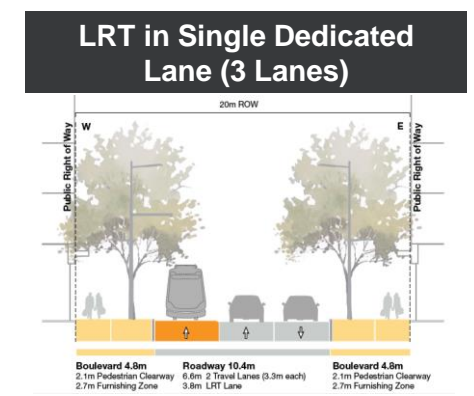 LRT in Single Dedicated
Lane (3 Lanes)
20m ROW
W
E
Public Right of Way
Public Right of Way
Boulevard 4.8m
2.1m Pedestrian Clearway
2.7m Furnishing Zone
Roadway 10.4m
6.6m 2 Travel Lanes (3.3m each)
3.8m LRT Lane
Boulevard 4.8m
2.1m Pedestrian Clearway
2.7m Furnishing Zone